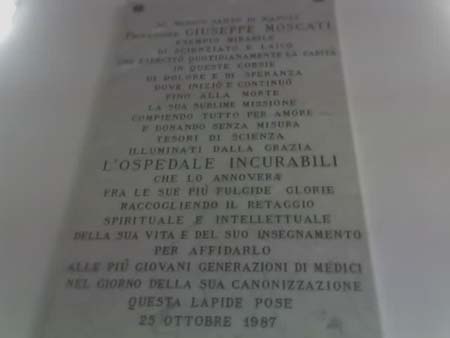 AL MEDICO SANTO DI NAPOLI
PROFESSORE GIUSEPPE MOSCATI
ESEMPIO MIRABILE
DI SCIENZIATO E LAICO
CHE ESERCITÒ QUOTIDIANAMENTE LA CARITÀ
IN QUESTE CORSIE
DI DOLORE E DI SPERANZA
DOVE INIZIÒ E CONTINUÒ
FINO ALLA MORTE
LA SUA SUBLIME MISSIONE
COMPIENDO TUTTO PER AMORE
E DONANDO SENZA MISURA
TESORI DI SCIENZA
ILLUMINATI DALLA GRAZIA
L'OSPEDALE INCURABILI
CHE LO ANNOVERA
FRA LE SUE PIÙ FULGIDE GLORIE
RACCOGLIENDO IL RETAGGIO
SPIRITUALE E INTELLETTUALE
DELLA SUA VITA E DEL SUO INSEGNAMENTO
PER AFFIDARLO
ALLE PIÙ GIOVANI GENERAZIONI DI MEDICI
NEL GIORNO DELLA SUA CANONIZZAZIONE
QUESTA LAPIDE POSE
25 OTTOBRE 1987